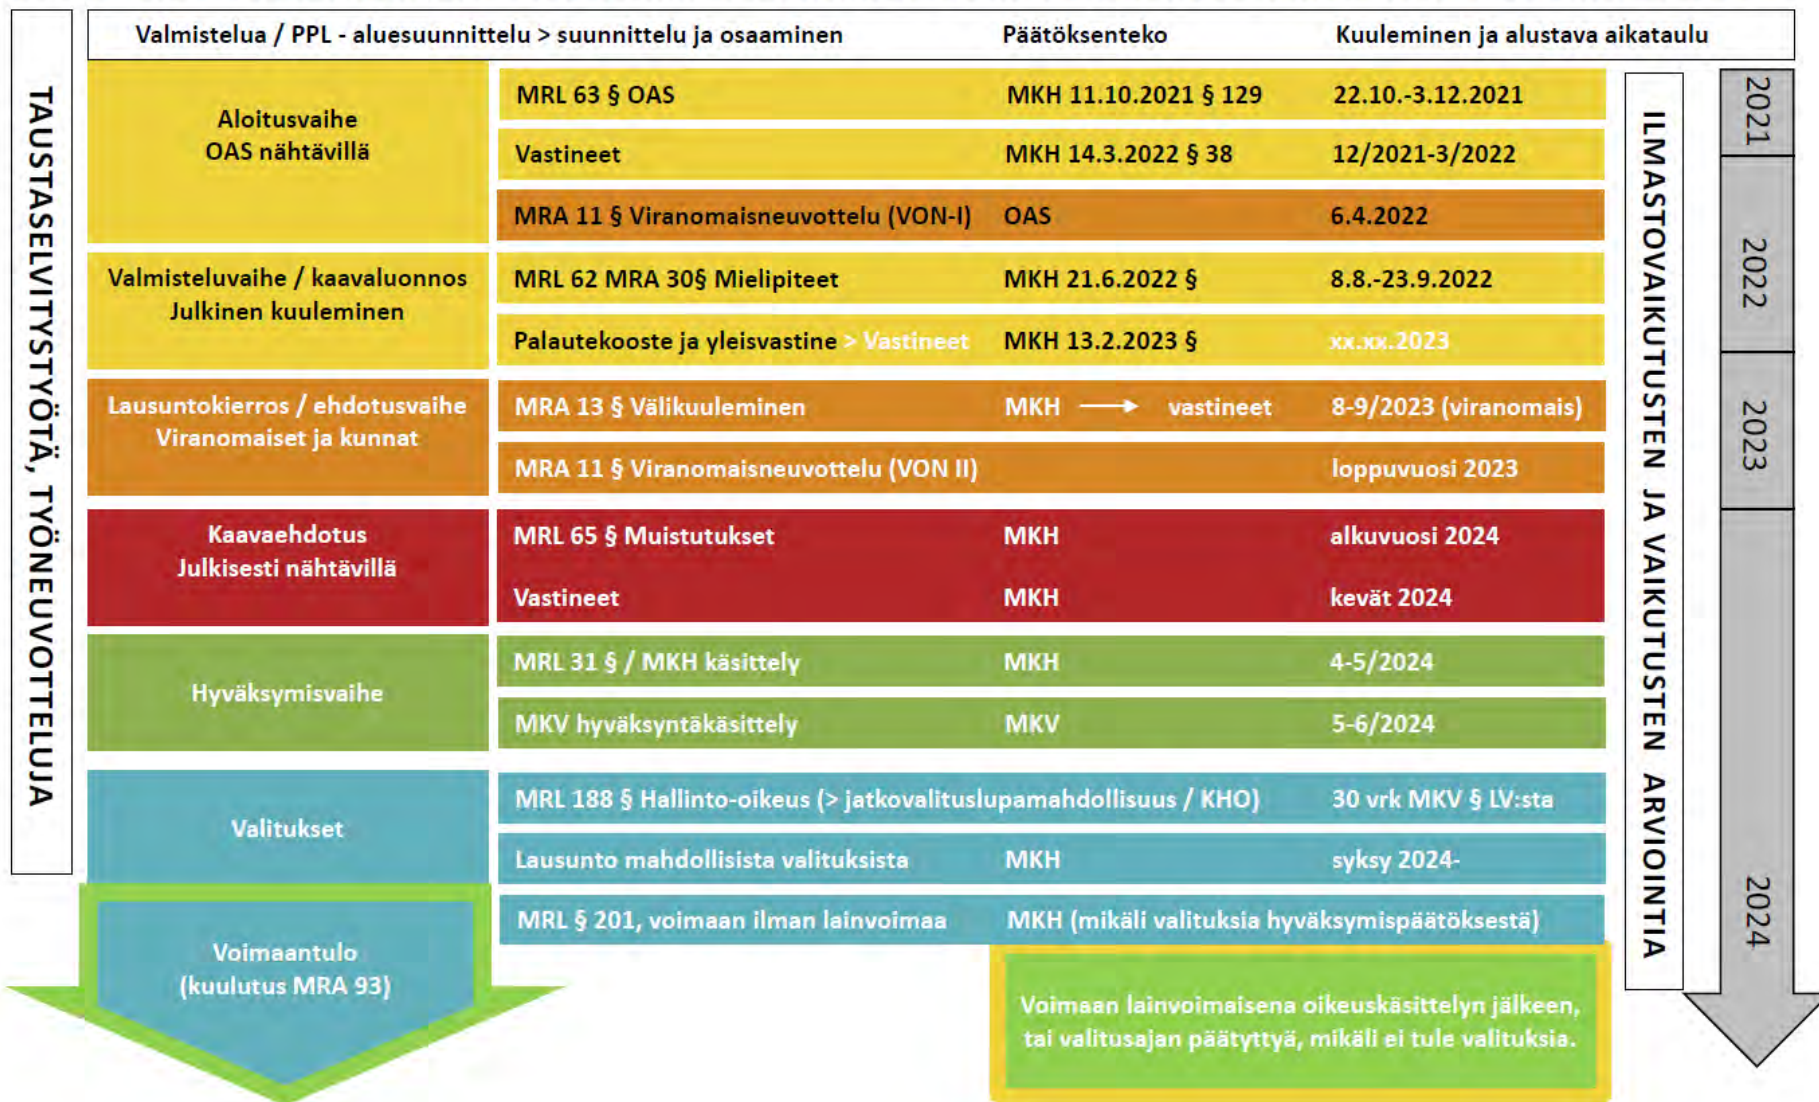 Valmistelua / PPL - aluesuunnittelu > suunnittelu ja osaaminen Päätöksenteko Kuuleminen ja alustava aikataulu
TAUSTASELVITYSTYÖTÄ, TYÖNEUVOTTELUJA
Aloitusvaihe
OAS nähtävillä
MRL 63 § OAS MKH 11.10.2021 § 129 22.10.-3.12.2021
Vastineet MKH 14.3.2022 § 38 12/2021-3/2022
MRA 11 § Viranomaisneuvottelu (VON-I) OAS 6.4.2022
Valmisteluvaihe / kaavaluonnos
Julkinen kuuleminen
MRL 62 MRA 30§ Mielipiteet MKH 21.6.2022 § 8.8.-23.9.2022
Palautekooste ja yleisvastine > Vastineet MKH 13.2.2023 § xx.xx.2023
Lausuntokierros / ehdotusvaihe
Viranomaiset ja kunnat
MRA 13 § Välikuuleminen MKH → vastineet 8-9/2023 (viranomais)
MRA 11 § Viranomaisneuvottelu (VON II) loppuvuosi 2023
Kaavaehdotus
Julkisesti nähtävillä
MRL 65 § Muistutukset MKH alkuvuosi 2024
Vastineet MKH kevät 2024
Hyväksymisvaihe
MRL 31 § / MKH käsittely MKH 4-5/2024
MKV hyväksyntäkäsittely MKV 5-6/2024
Valitukset
MRL 188 § Hallinto-oikeus (> jatkovalituslupamahdollisuus / KHO) 30 vrk MKV § LV:sta
Lausunto mahdollisista valituksista MKH syksy 2024-
MRL § 201, voimaan ilman lainvoimaa MKH (mikäli valituksia hyväksymispäätöksestä)
Voimaantulo
(kuulutus MRA 93)
Voimaan lainvoimaisena oikeuskäsittelyn jälkeen,
tai valitusajan päätyttyä, mikäli ei tule valituksia.
ILMASTOVAIKUTUSTEN JA VAIKUTUSTEN ARVIOINTIA
2021
2022
2023
2024